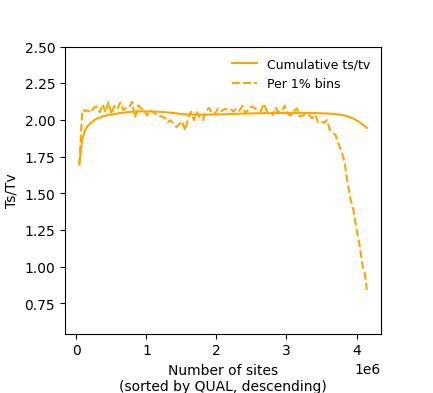 2.50
2.25
2.00
1.75
1.50
1.25
1.00
0.75
Ts/Tv
Cumulative ts/tv
Per 1% bins
0 1 2 3 4
1e6
Number of sites
(sorted by QUAL, descending)